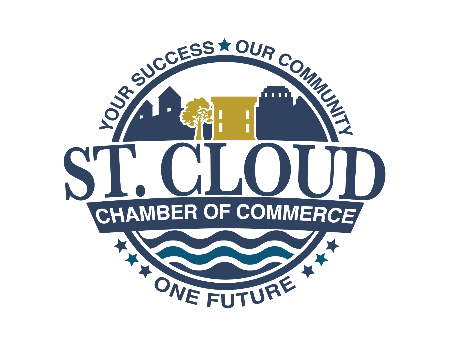 YOUR SUCCESS ★ OUR COMMUNITY
ST. CLOUD
CHAMBER OF COMMERCE
ONE FUTURE